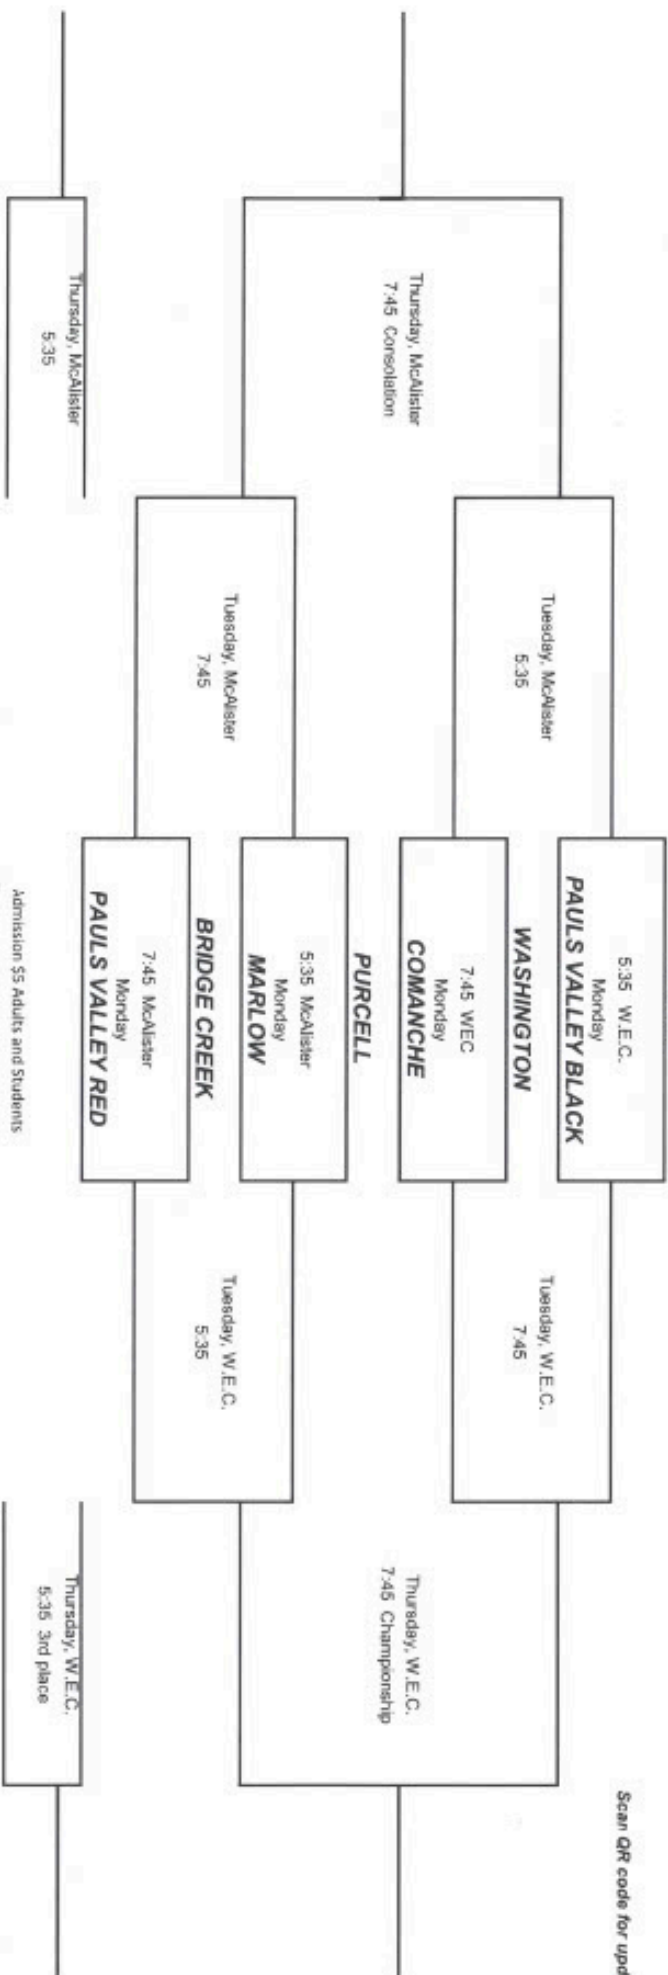 Scan QR code for upd
5:35 W.E.C.
Monday
PAULS VALLEY BLACK
Tuesday, McAlister
5:35
Tuesday, W.E.C.
7:45
WASHINGTON
7:45 WEC
Monday
COMANCHE
Thursday, McAlister
7:45 Consolation
Thursday, W.E.C.
7:45 Championship
PURCELL
5:35 McAlister
Monday
MARLOW
Tuesday, McAlister
7:45
Tuesday, W.E.C.
5:35
BRIDGE CREEK
7:45 McAlister
Monday
PAULS VALLEY RED
Thursday, McAlister
5:35
Thursday, W.E.C.
5:35 3rd place
Admission $5 Adults and Students